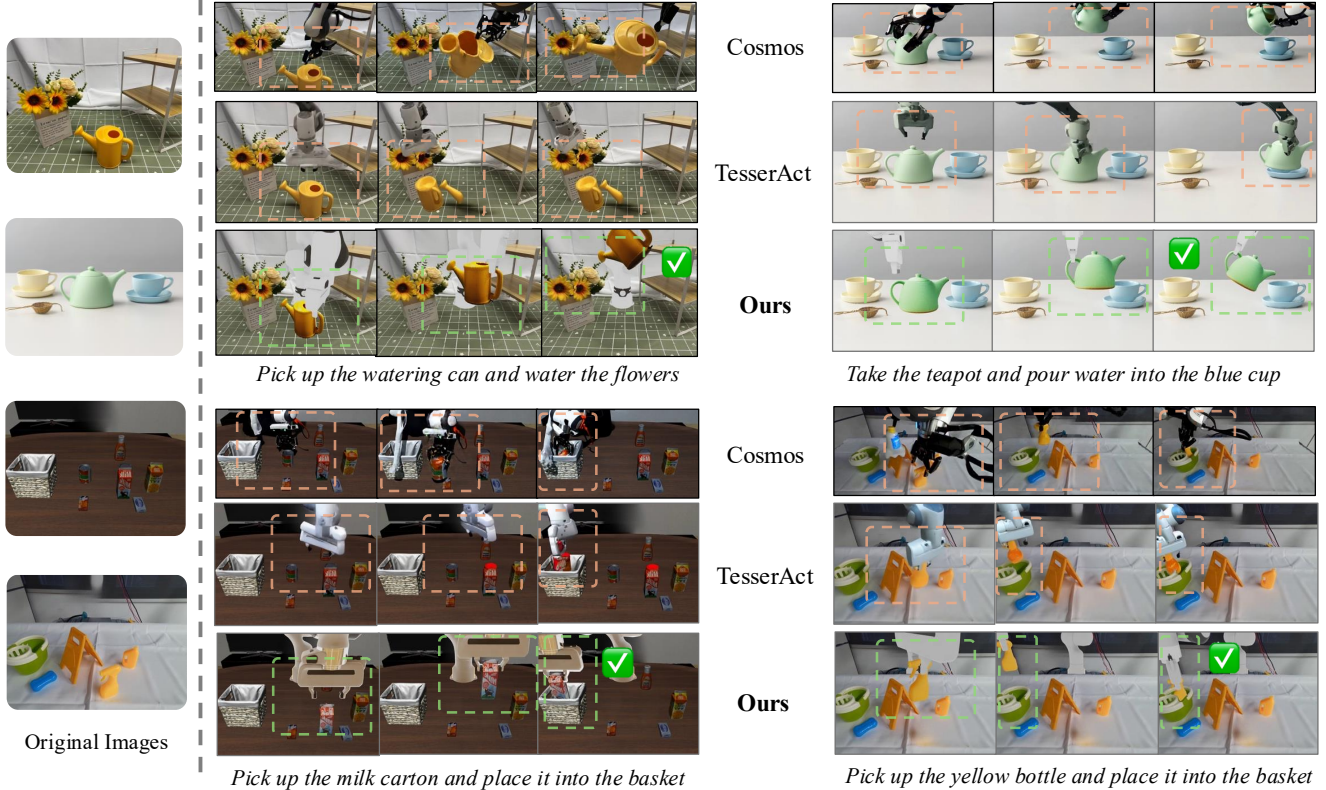 Cosmos
TesserAct
Ours
Pick up the watering can and water the flowers
Take the teapot and pour water into the blue cup
Cosmos
TesserAct
Ours
Original Images
Pick up the milk carton and place it into the basket
Pick up the yellow bottle and place it into the basket